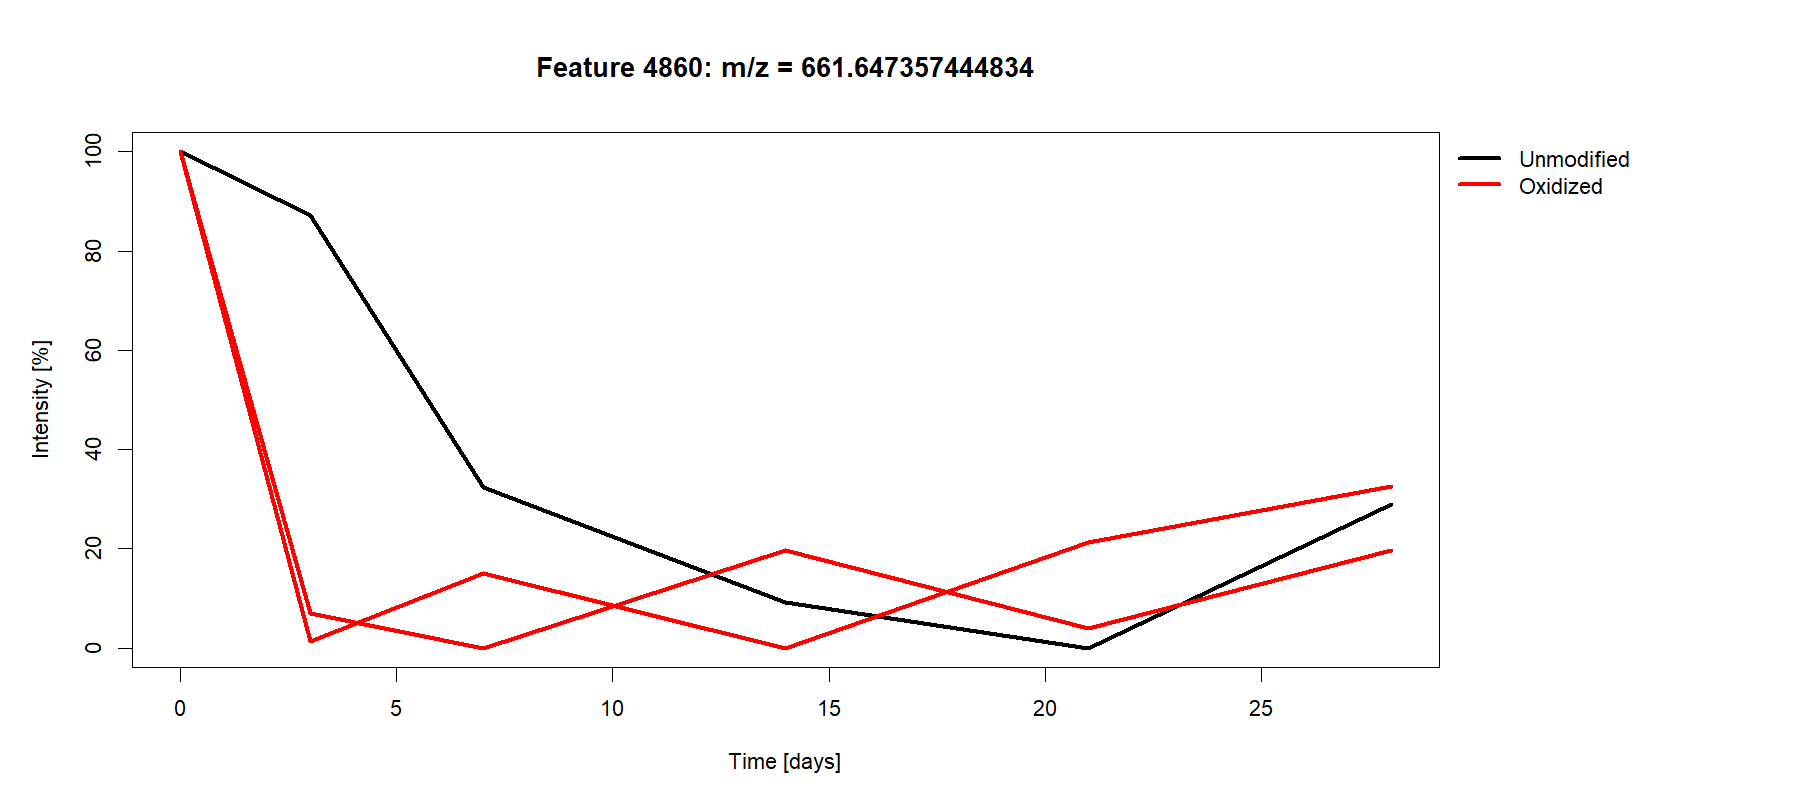 Feature 4860: m/z = 661.647357444834
Unmodified
Oxidized
Intensity [%]
100
80
60
40
20
0
0 5 10 15 20 25
Time [days]